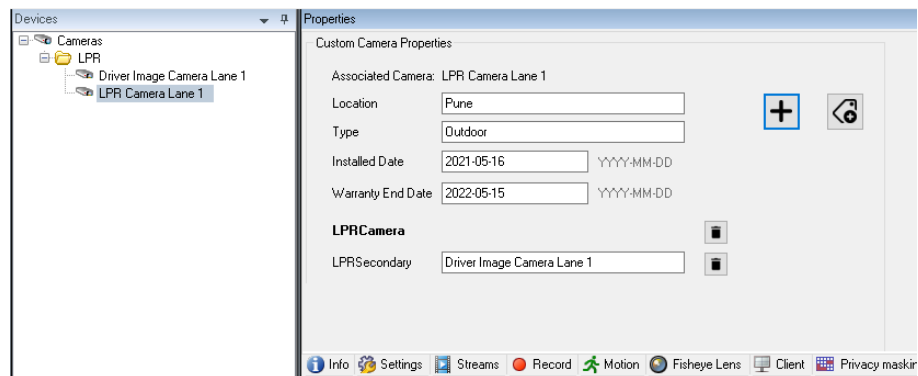 Devices
Cameras
LPR
Driver Image Camera Lane 1
LPR Camera Lane 1
Properties
Custom Camera Properties
Associated Camera: LPR Camera Lane 1
Location Pune
Type Outdoor
Installed Date 2021-05-16 YYYY-MM-DD
Warranty End Date 2022-05-15 YYYY-MM-DD
LPRCamera
LPRSecondary Driver Image Camera Lane 1
Info Settings Streams Record Motion Fisheye Lens Client Privacy maskin